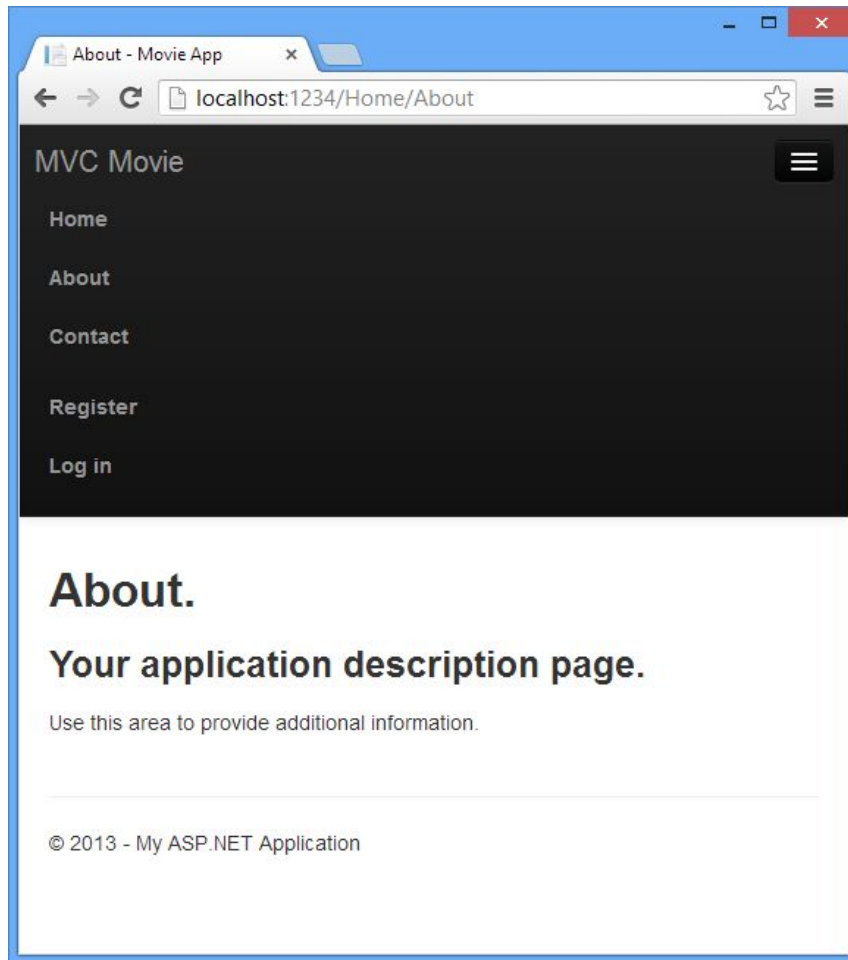 About - Movie App
localhost:1234/Home/About
MVC Movie
Home
About
Contact
Register
Log in
About.
Your application description page.
Use this area to provide additional information.
© 2013 - My ASP.NET Application